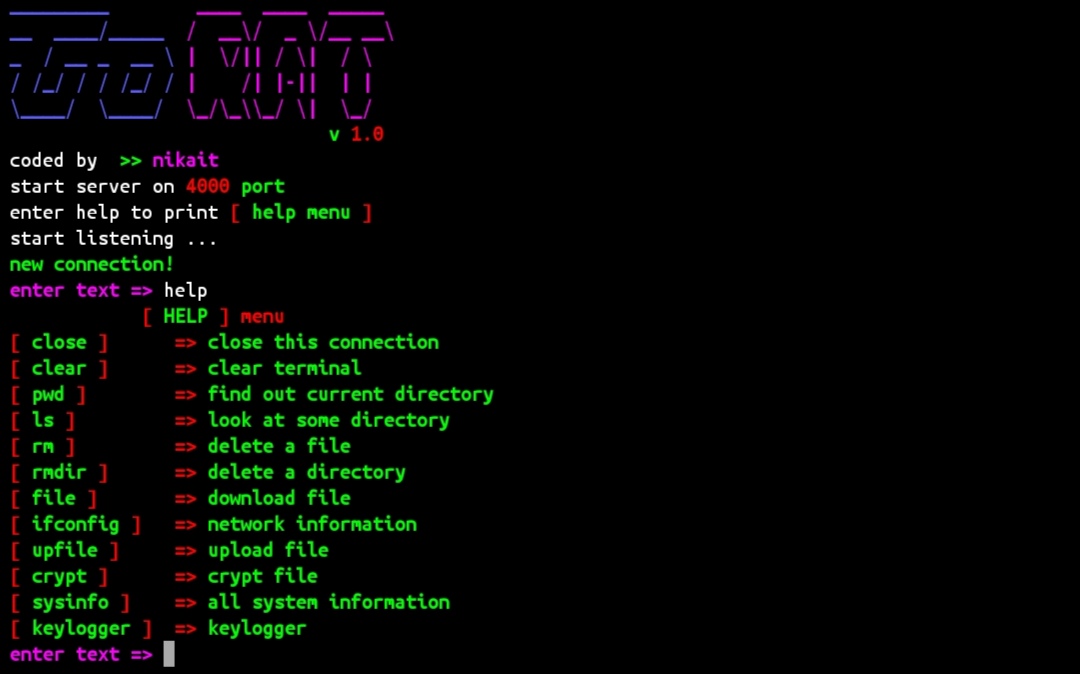 GO RAT
v 1.0
coded by >> nikait
start server on 4000 port
enter help to print [ help menu ]
start listening ...
new connection!
enter text => help
[ HELP ] menu
[ close ] => close this connection
[ clear ] => clear terminal
[ pwd ] => find out current directory
[ ls ] => look at some directory
[ rm ] => delete a file
[ rmdir ] => delete a directory
[ file ] => download file
[ ifconfig ] => network information
[ upfile ] => upload file
[ crypt ] => crypt file
[ sysinfo ] => all system information
[ keylogger ] => keylogger
enter text =>